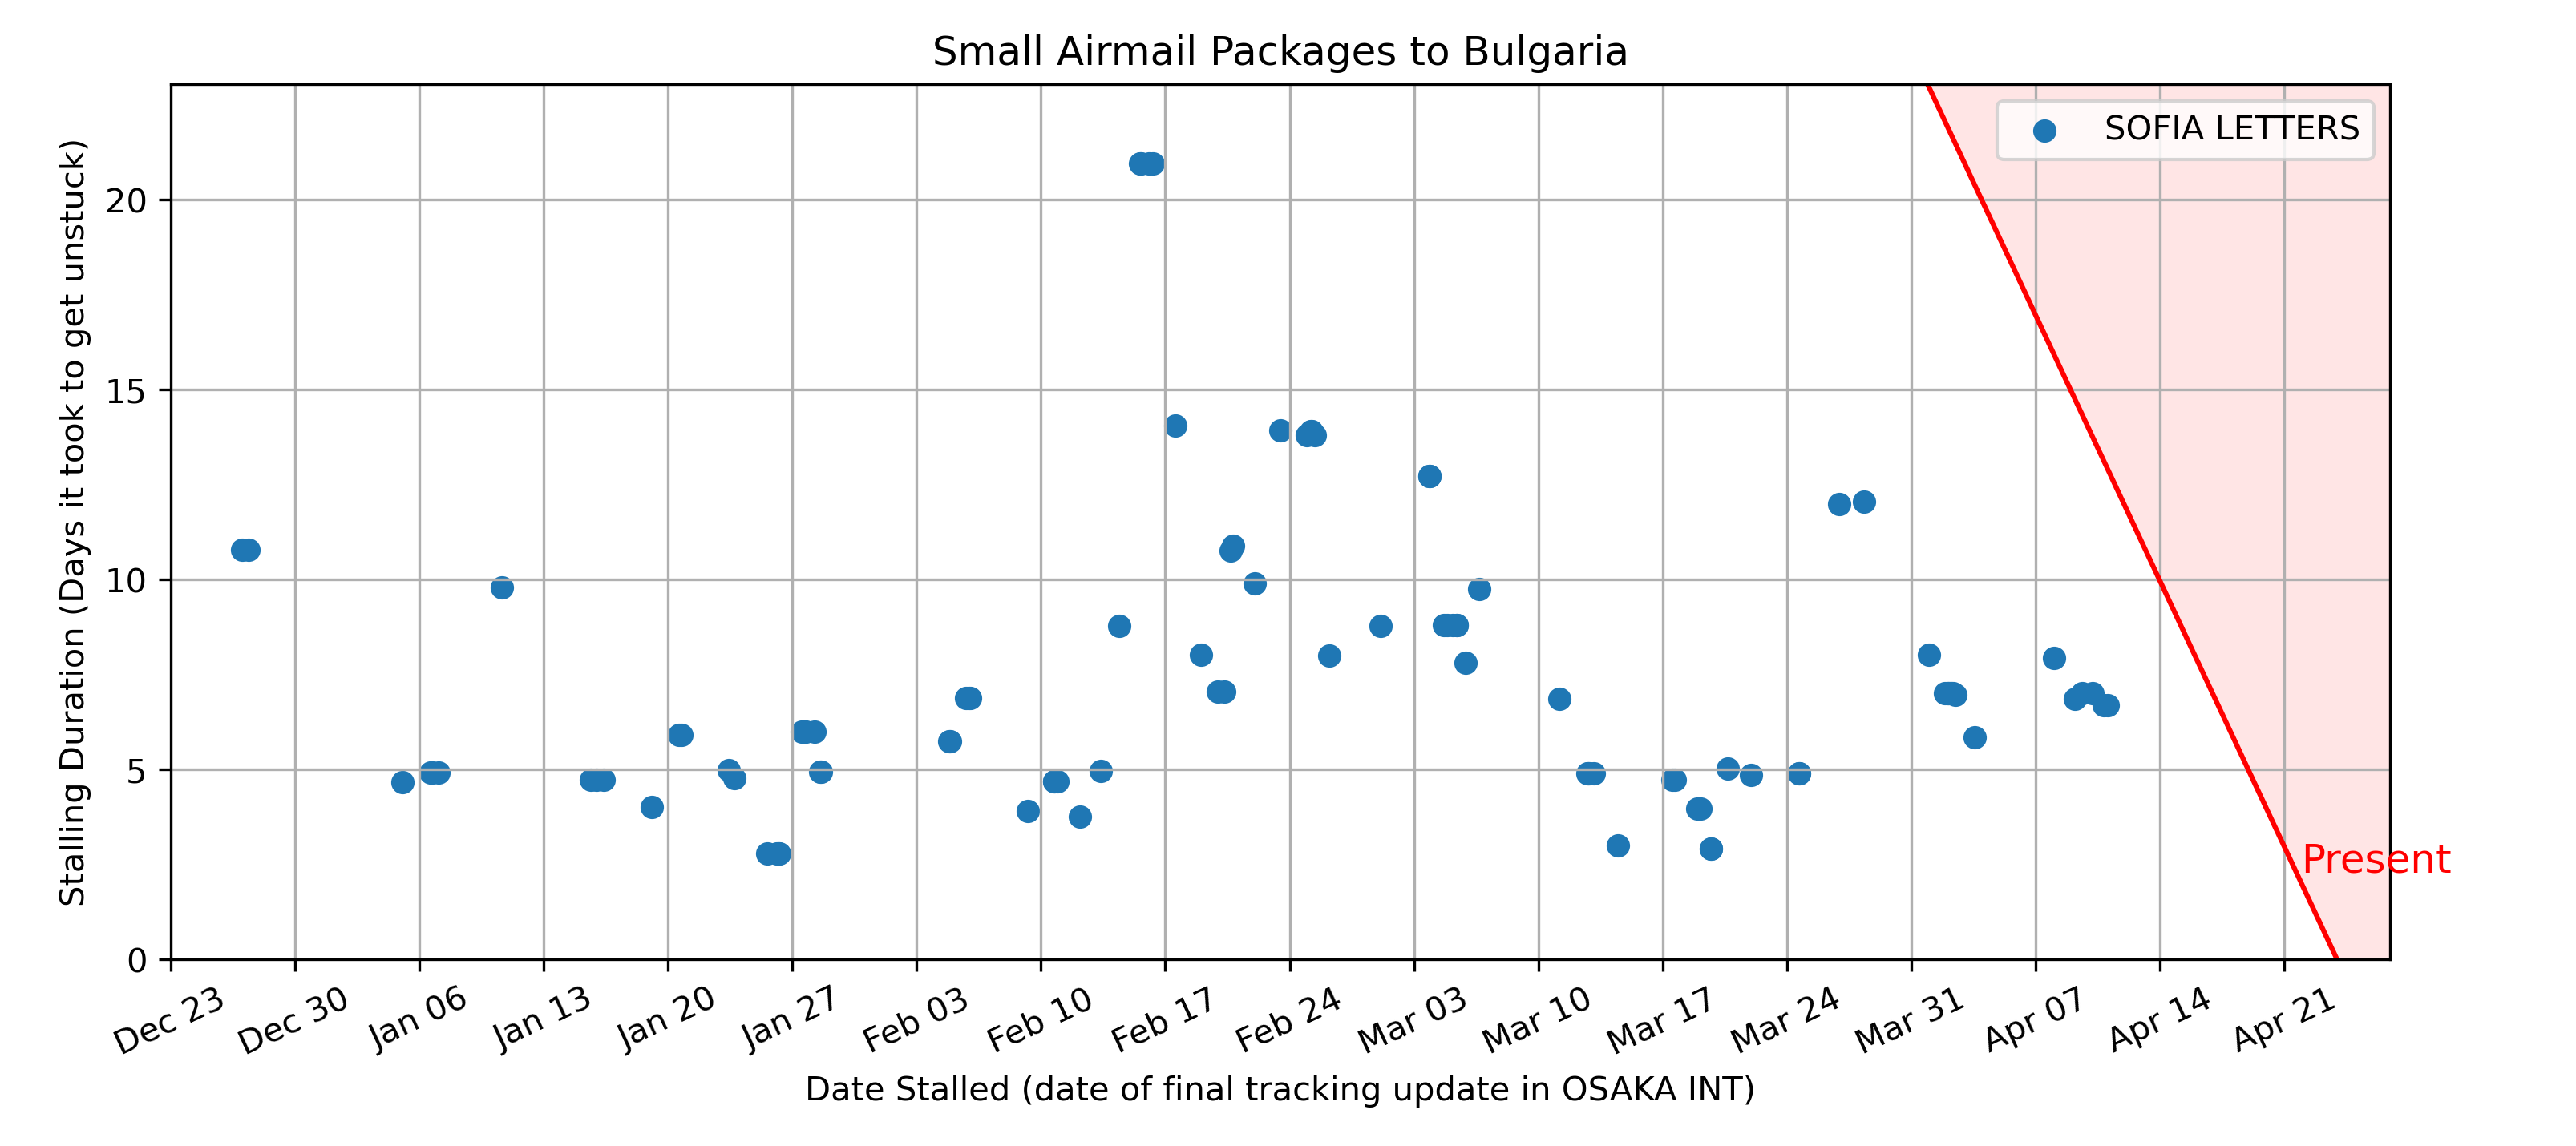 Small Airmail Packages to Bulgaria
SOFIA LETTERS
Stalling Duration (Days it took to get unstuck)
20
15
10
5
0
Present
Dec 23
Dec 30
Jan 06
Jan 13
Jan 20
Jan 27
Feb 03
Feb 10
Feb 17
Feb 24
Mar 03
Mar 10
Mar 17
Mar 24
Mar 31
Apr 07
Apr 14
Apr 21
Date Stalled (date of final tracking update in OSAKA INT)